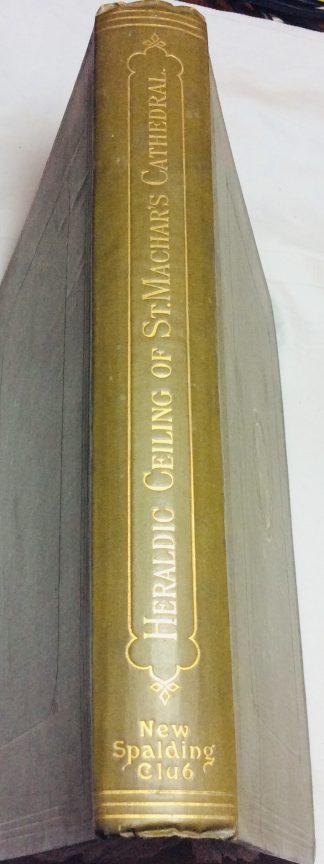 HERALDIC CEILING OF ST. MACHAR'S CATHEDRAL.
New
Spalding
Club